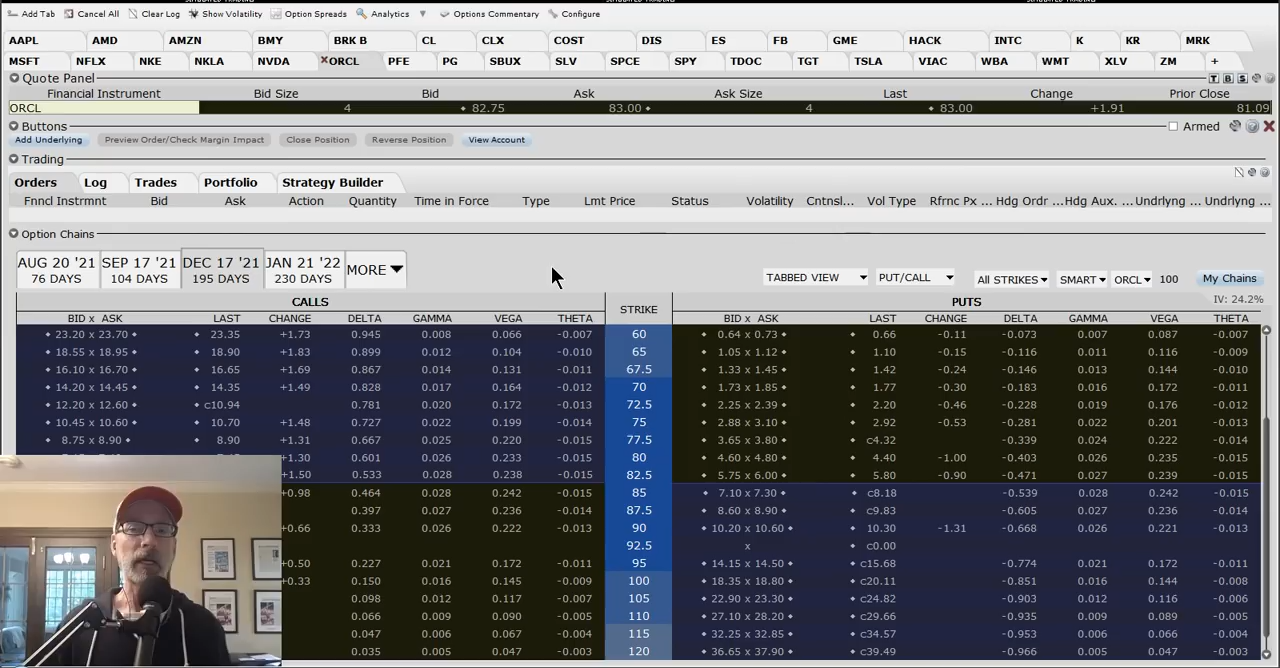 Add Tab Cancel All Clear Log Show Volatility Option Spreads Analytics Options Commentary Configure
AAPL AMD AMZN BMY BRK B CL CLX COST DIS ES FB GME HACK INTC K KR MRK
MSFT NFLX NKE NKLA NVDA ORCL PFE PG SBUX SLV SPCE SPY TDOC TGT TSLA VIAC WBA WMT XLV ZM +
Quote Panel T B S
Financial Instrument Bid Size Bid Ask Ask Size Last Change Prior Close
ORCL 4 82.75 83.00 4 83.00 +1.91 81.09
Buttons Armed
Add Underlying Preview Order/Check Margin Impact Close Position Reverse Position View Account
Trading
Orders Log Trades Portfolio Strategy Builder
Fnncl Instrmnt Bid Ask Action Quantity Time in Force Type Lmt Price Status Volatility Cntnsl... Vol Type Rfrnc Px ... Hdg Ordr ... Hdg Aux. ... Undrlyng ... Undrlyng ...
Option Chains
AUG 20 '21 SEP 17 '21 DEC 17 '21 JAN 21 '22 MORE
76 DAYS 104 DAYS 195 DAYS 230 DAYS
TABBED VIEW PUT/CALL All STRIKES SMART ORCL 100 My Chains
CALLS STRIKE PUTS IV: 24.2%
BID x ASK LAST CHANGE DELTA GAMMA VEGA THETA BID x ASK LAST CHANGE DELTA GAMMA VEGA THETA
23.20 x 23.70 23.35 +1.73 0.945 0.008 0.066 -0.007 60 0.64 x 0.73 0.66 -0.11 -0.073 0.007 0.087 -0.007
18.55 x 18.95 18.90 +1.83 0.899 0.012 0.104 -0.010 65 1.05 x 1.12 1.10 -0.15 -0.116 0.011 0.122 -0.009
16.10 x 16.70 16.65 +1.69 0.867 0.014 0.131 -0.011 67.5 1.33 x 1.45 1.42 -0.24 -0.146 0.013 0.144 -0.010
14.20 x 14.45 14.35 +1.49 0.828 0.017 0.164 -0.012 70 1.73 x 1.85 1.77 -0.30 -0.183 0.016 0.172 -0.011
12.20 x 12.60 c10.94 0.781 0.020 0.172 -0.013 72.5 2.25 x 2.39 2.20 -0.46 -0.228 0.019 0.176 -0.012
10.45 x 10.60 10.70 +1.48 0.727 0.022 0.199 -0.014 75 2.88 x 3.10 2.92 -0.53 -0.281 0.022 0.201 -0.013
8.75 x 8.90 8.90 +1.31 0.667 0.025 0.220 -0.014 77.5 3.65 x 3.80 c4.32 -0.339 0.024 0.222 -0.014
+1.30 0.601 0.026 0.233 -0.015 80 4.60 x 4.80 4.40 -1.00 -0.403 0.026 0.235 -0.015
+1.50 0.533 0.028 0.238 -0.015 82.5 5.75 x 6.00 5.80 -0.90 -0.471 0.027 0.239 -0.015
+0.98 0.464 0.028 0.242 -0.015 85 7.10 x 7.30 c8.18 -0.539 0.028 0.242 -0.015
0.397 0.027 0.236 -0.014 87.5 8.60 x 8.90 c9.83 -0.605 0.027 0.236 -0.014
+0.66 0.333 0.026 0.222 -0.013 90 10.20 x 10.60 10.30 -1.31 -0.668 0.026 0.221 -0.013
92.5 x c0.00
+0.50 0.227 0.021 0.172 -0.011 95 14.15 x 14.50 c15.68 -0.774 0.021 0.172 -0.011
+0.33 0.150 0.016 0.145 -0.009 100 18.35 x 18.80 c20.11 -0.851 0.016 0.144 -0.008
0.098 0.012 0.117 -0.007 105 22.90 x 23.30 c24.82 -0.903 0.012 0.116 -0.006
0.066 0.009 0.090 -0.005 110 27.10 x 28.20 c29.66 -0.935 0.009 0.089 -0.005
0.047 0.006 0.067 -0.004 115 32.25 x 32.85 c34.57 -0.953 0.006 0.066 -0.004
0.035 0.005 0.047 -0.003 120 36.65 x 37.90 c39.49 -0.966 0.005 0.047 -0.003